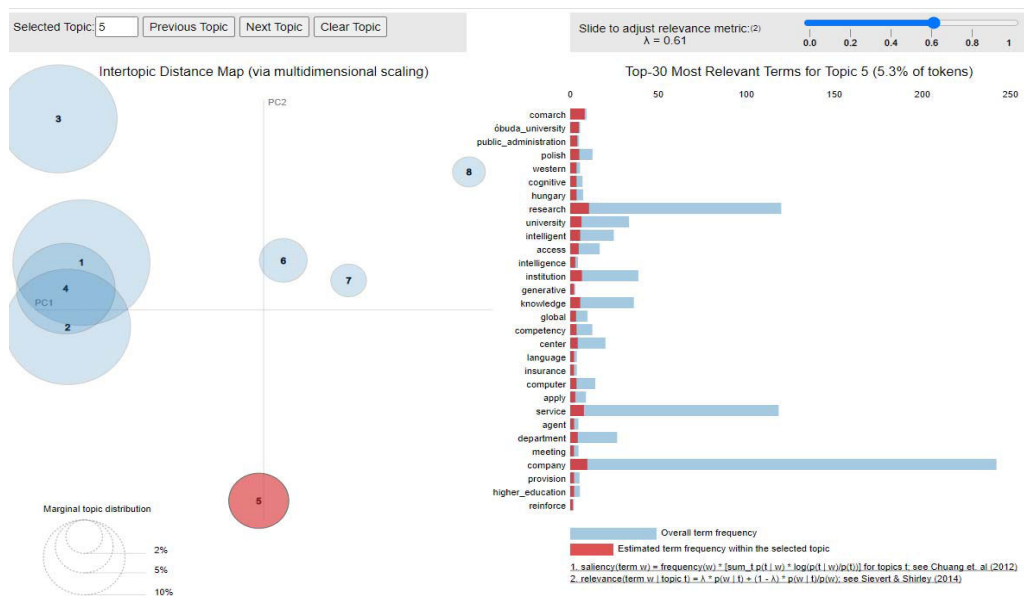 Selected Topic: 5 Previous Topic Next Topic Clear Topic
Slide to adjust relevance metric:(2)
λ = 0.61
0.0 0.2 0.4 0.6 0.8 1
Intertopic Distance Map (via multidimensional scaling)
PC2
PC1
3
8
1
6
7
4
2
5
Marginal topic distribution
2%
5%
10%
Top-30 Most Relevant Terms for Topic 5 (5.3% of tokens)
0 50 100 150 200 250
comarch
óbuda_university
public_administration
polish
western
cognitive
hungary
research
university
intelligent
access
intelligence
institution
generative
knowledge
global
competency
center
language
insurance
computer
apply
service
agent
department
meeting
company
provision
higher_education
reinforce
Overall term frequency
Estimated term frequency within the selected topic
1. saliency(term w) = frequency(w) * [sum_t p(t | w) * log(p(t | w)/p(t))] for topics t; see Chuang et. al (2012)
2. relevance(term w | topic t) = λ * p(w | t) + (1 - λ) * p(w | t)/p(w); see Sievert & Shirley (2014)